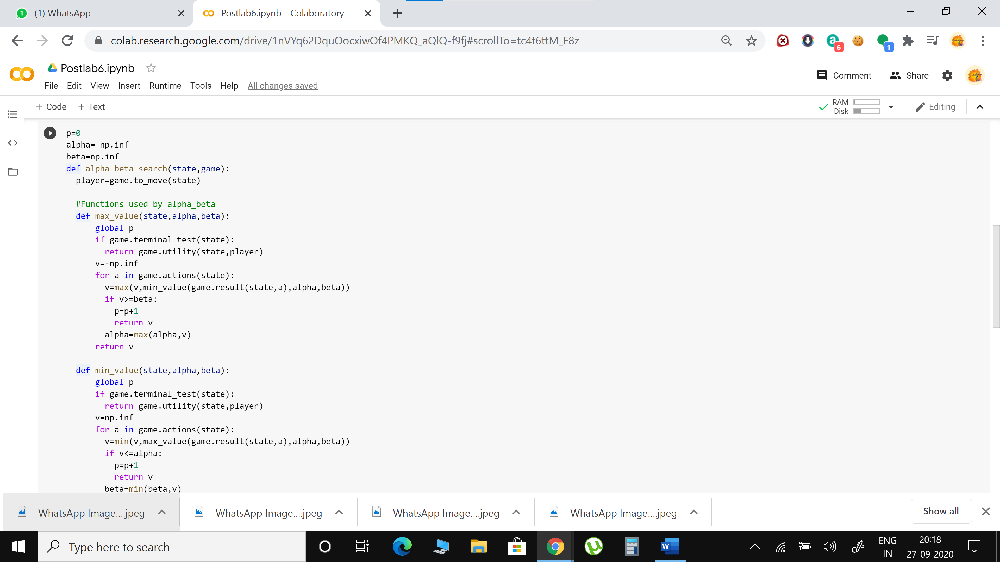 (1) WhatsApp
Postlab6.ipynb - Colaboratory
colab.research.google.com/drive/1nVYq62DquOocxiwOf4PMKQ_aQlQ-f9fj#scrollTo=tc4t6ttM_F8z
6
1
Postlab6.ipynb
File Edit View Insert Runtime Tools Help All changes saved
Comment
Share
+ Code + Text
RAM
Disk
Editing
p=0
alpha=-np.inf
beta=np.inf
def alpha_beta_search(state,game):
  player=game.to_move(state)
  #Functions used by alpha_beta
  def max_value(state,alpha,beta):
      global p
      if game.terminal_test(state):
        return game.utility(state,player)
      v=-np.inf
      for a in game.actions(state):
        v=max(v,min_value(game.result(state,a),alpha,beta))
        if v>=beta:
          p=p+1
          return v
        alpha=max(alpha,v)
      return v
  def min_value(state,alpha,beta):
      global p
      if game.terminal_test(state):
        return game.utility(state,player)
      v=np.inf
      for a in game.actions(state):
        v=min(v,max_value(game.result(state,a),alpha,beta))
        if v<=alpha:
          p=p+1
          return v
        beta=min(beta,v)
WhatsApp Image....jpeg
WhatsApp Image....jpeg
WhatsApp Image....jpeg
WhatsApp Image....jpeg
Show all
Type here to search
ENG
IN
20:18
27-09-2020